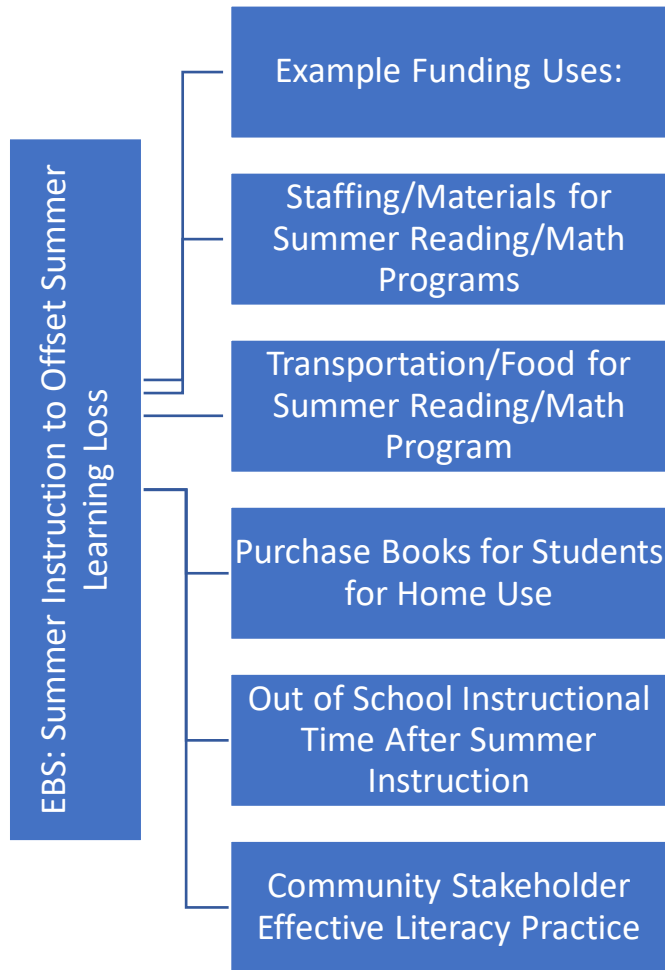 EBS: Summer Instruction to Offset Summer
Learning Loss
Example Funding Uses:
Staffing/Materials for
Summer Reading/Math
Programs
Transportation/Food for
Summer Reading/Math
Program
Purchase Books for Students
for Home Use
Out of School Instructional
Time After Summer
Instruction
Community Stakeholder
Effective Literacy Practice